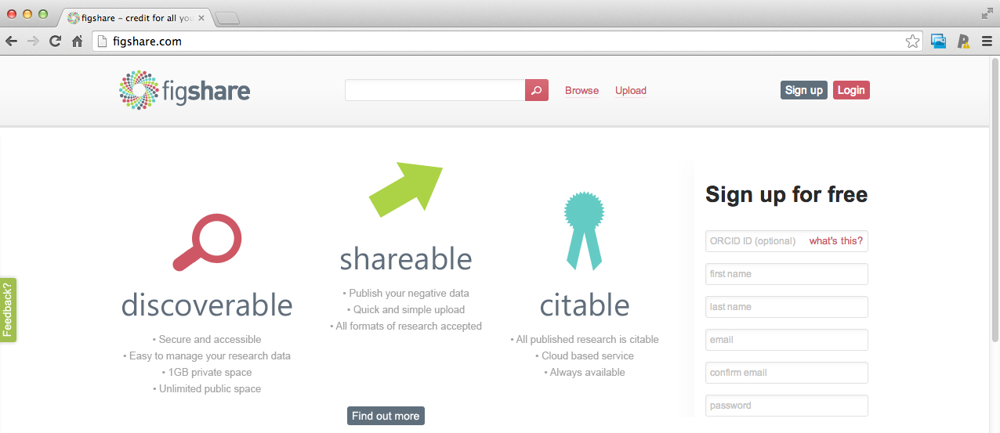 figshare - credit for all you
figshare.com
figshare
Browse
Upload
Sign up
Login
shareable
• Publish your negative data
• Quick and simple upload
• All formats of research accepted
discoverable
• Secure and accessible
• Easy to manage your research data
• 1GB private space
• Unlimited public space
citable
• All published research is citable
• Cloud based service
• Always available
Find out more
Sign up for free
ORCID ID (optional) what's this?
first name
last name
email
confirm email
password
Feedback?